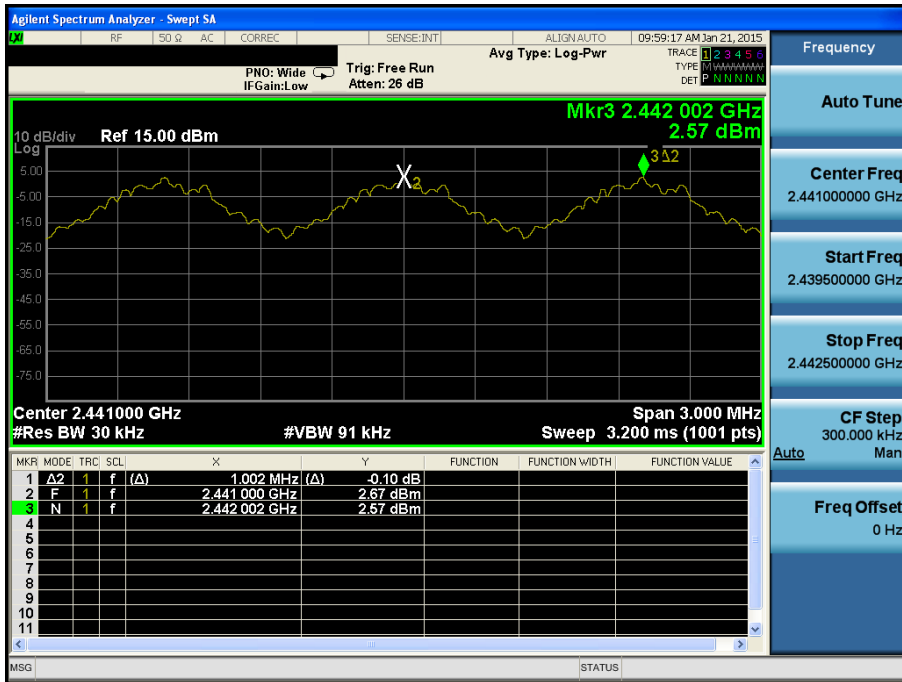 Agilent Spectrum Analyzer - Swept SA
LXI RF 50 Ω AC CORREC SENSE:INT ALIGNAUTO 09:59:17 AM Jan 21, 2015
Frequency
Avg Type: Log-Pwr TRACE 1 2 3 4 5 6
PNO: Wide Trig: Free Run TYPE MWWWWW
IFGain:Low Atten: 26 dB DET P N N N N N
Auto Tune
Mkr3 2.442 002 GHz
2.57 dBm
10 dB/div Ref 15.00 dBm
Log
3Δ2
5.00
2
-5.00
-15.0
-25.0
-35.0
-45.0
-55.0
-65.0
-75.0
Center 2.441000 GHz Span 3.000 MHz
#Res BW 30 kHz #VBW 91 kHz Sweep 3.200 ms (1001 pts)
Center Freq
2.441000000 GHz
Start Freq
2.439500000 GHz
Stop Freq
2.442500000 GHz
CF Step
300.000 kHz
Auto Man
Freq Offset
0 Hz
MKR MODE TRC SCL X Y FUNCTION FUNCTION WIDTH FUNCTION VALUE
1 Δ2 1 f (Δ) 1.002 MHz (Δ) -0.10 dB
2 F 1 f 2.441 000 GHz 2.67 dBm
3 N 1 f 2.442 002 GHz 2.57 dBm
4
5
6
7
8
9
10
11
MSG STATUS